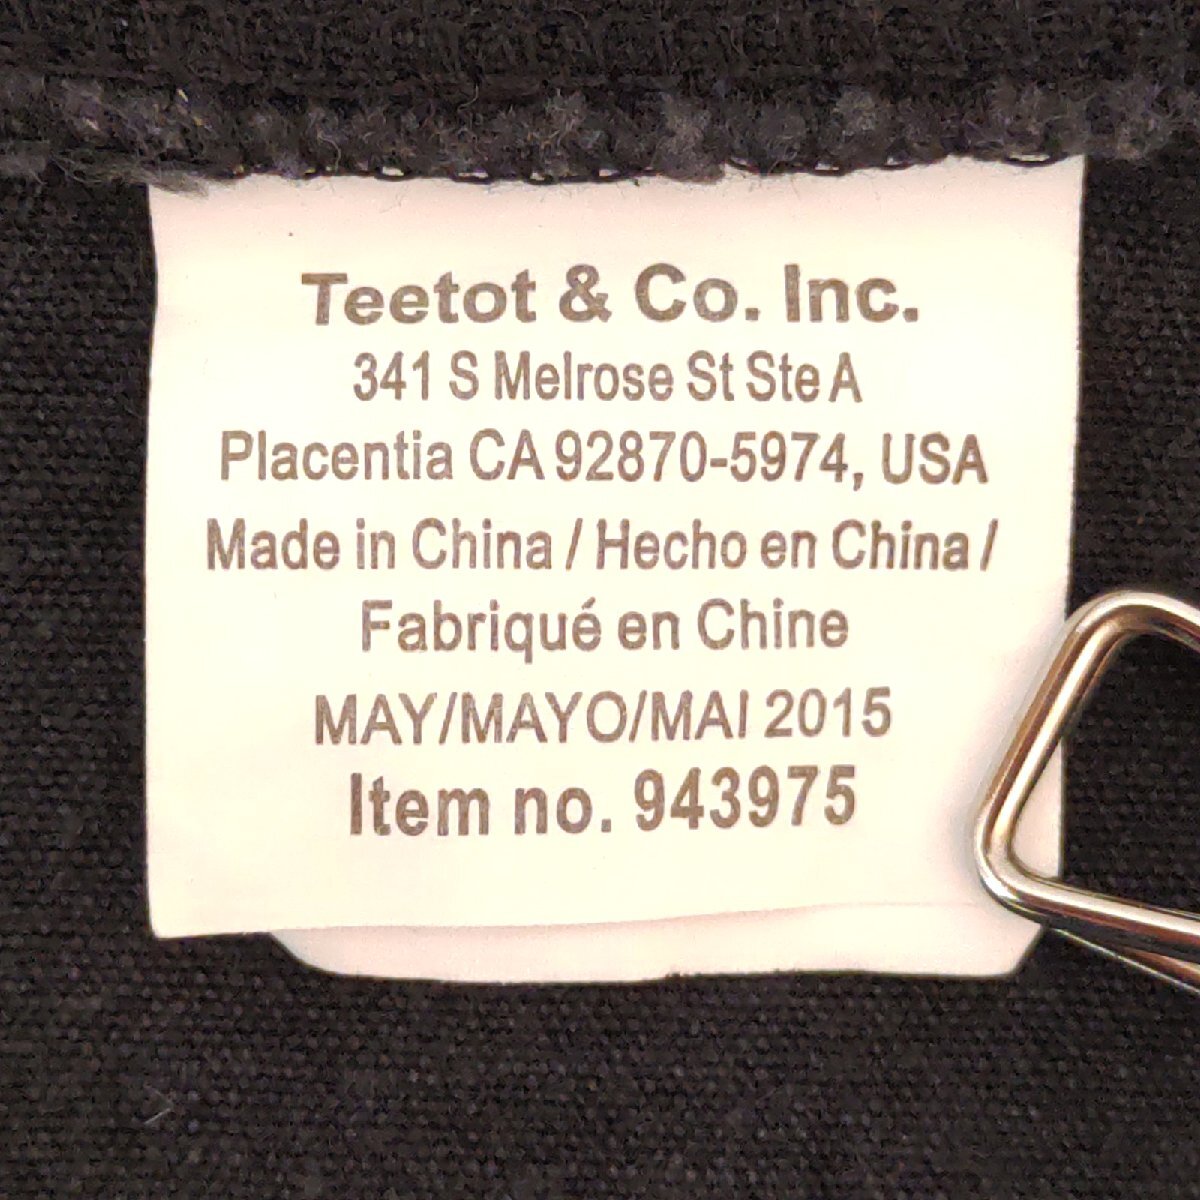 Teetot & Co. Inc.
341 S Melrose St Ste A
Placentia CA 92870-5974, USA
Made in China / Hecho en China /
Fabriqué en Chine
MAY/MAYO/MAI 2015
Item no. 943975